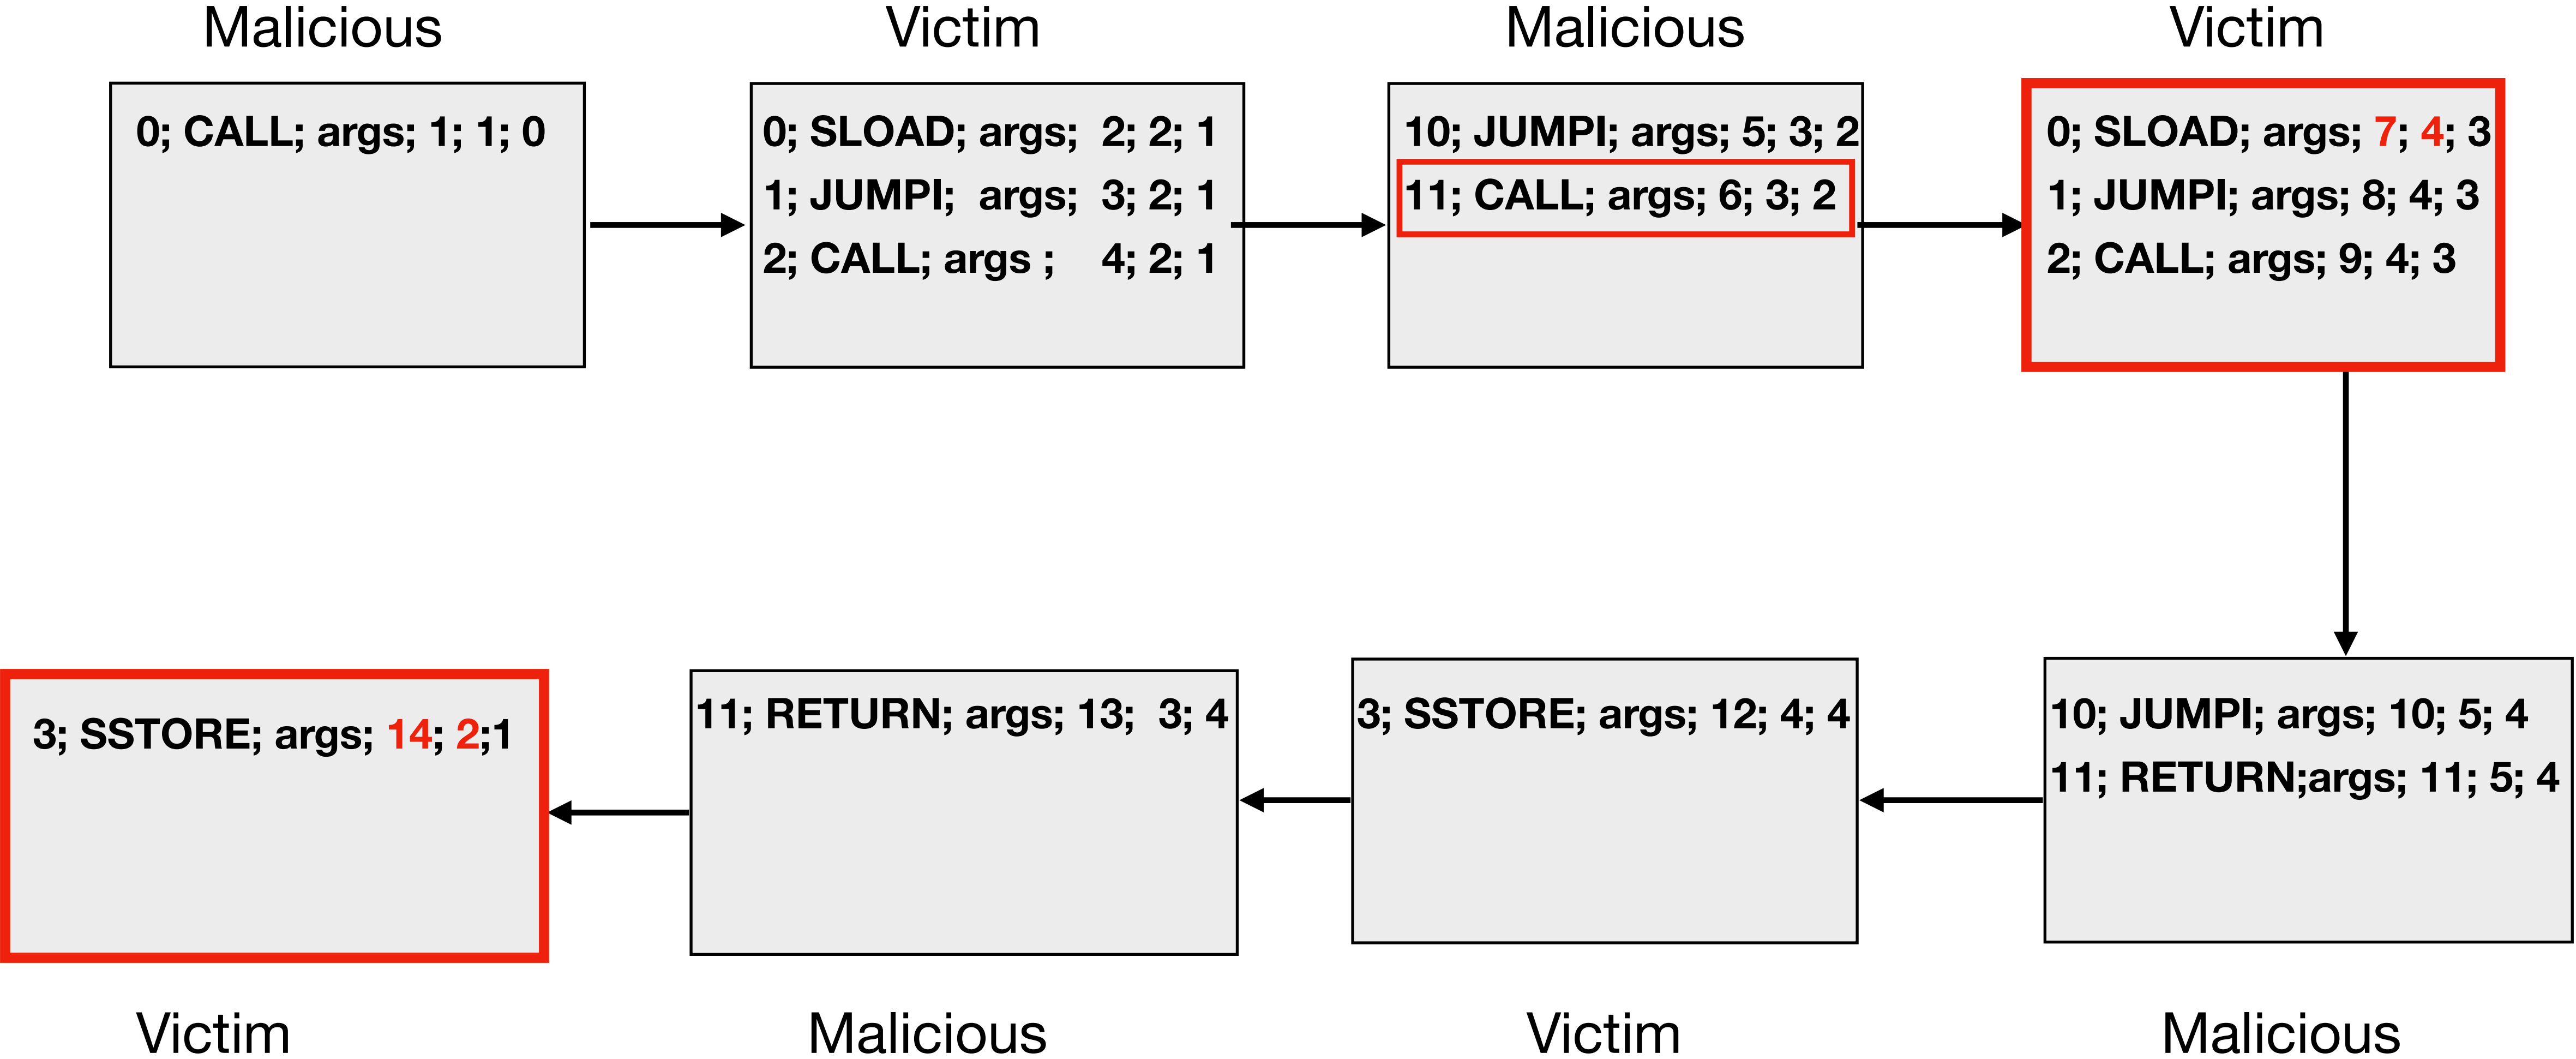 Malicious
Victim
Malicious
Victim
0; CALL; args; 1; 1; 0
0; SLOAD; args; 2; 2; 1
1; JUMPI; args; 3; 2; 1
2; CALL; args ; 4; 2; 1
10; JUMPI; args; 5; 3; 2
11; CALL; args; 6; 3; 2
0; SLOAD; args; 7; 4; 3
1; JUMPI; args; 8; 4; 3
2; CALL; args; 9; 4; 3
3; SSTORE; args; 14; 2;1
11; RETURN; args; 13; 3; 4
3; SSTORE; args; 12; 4; 4
10; JUMPI; args; 10; 5; 4
11; RETURN;args; 11; 5; 4
Victim
Malicious
Victim
Malicious